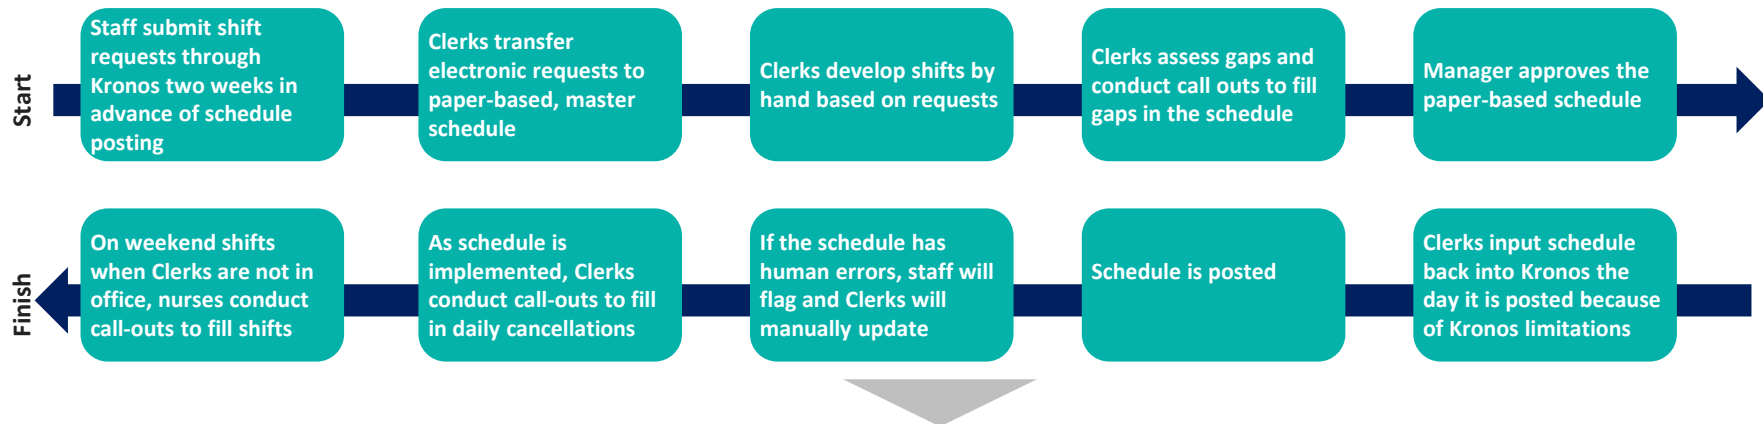 Start
Staff submit shift
requests through
Kronos two weeks in
advance of schedule
posting
Clerks transfer
electronic requests to
paper-based, master
schedule
Clerks develop shifts by
hand based on requests
Clerks assess gaps and
conduct call outs to fill
gaps in the schedule
Manager approves the
paper-based schedule
Finish
On weekend shifts
when Clerks are not in
office, nurses conduct
call-outs to fill shifts
As schedule is
implemented, Clerks
conduct call-outs to fill
in daily cancellations
If the schedule has
human errors, staff will
flag and Clerks will
manually update
Schedule is posted
Clerks input schedule
back into Kronos the
day it is posted because
of Kronos limitations